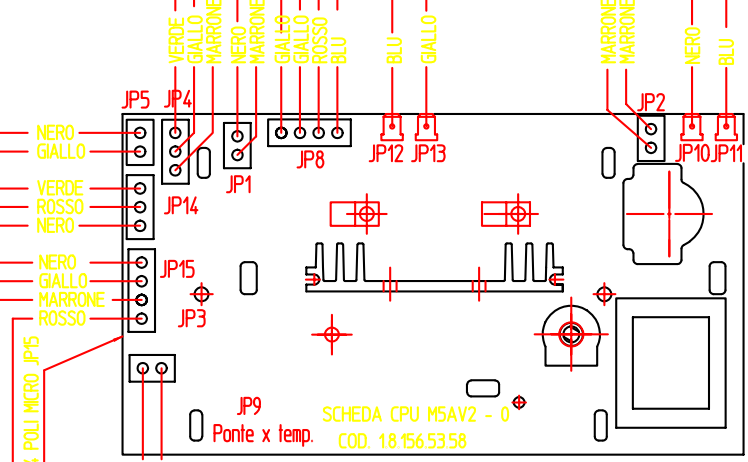 VERDE
GIALLO
MARRONE
NERO
MARRONE
GIALLO
GIALLO
ROSSO
BLU
BLU
GIALLO
MARRONE
MARRONE
NERO
BLU
JP5
JP4
JP2
NERO
GIALLO
JP1
JP8
JP12
JP13
JP10
JP11
VERDE
ROSSO
NERO
JP14
NERO
GIALLO
MARRONE
ROSSO
JP15
JP3
POLI MICRO JP15
JP9
Ponte x temp.
SCHEDA CPU M5AV2 - 0
COD. 1.8.156.53.58